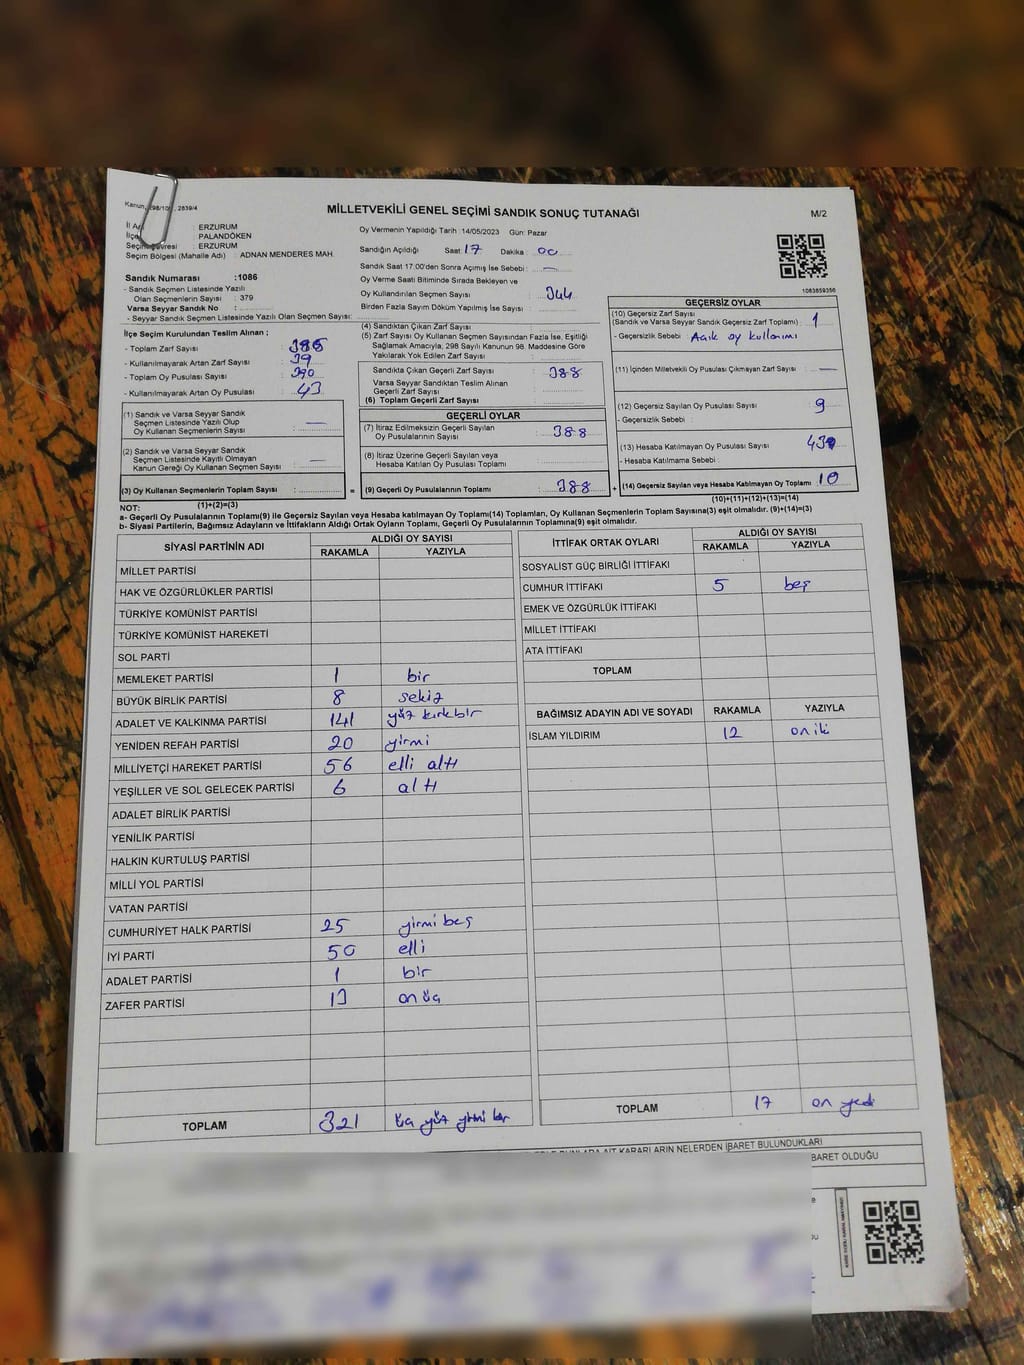 MİLLETVEKİLİ GENEL SEÇİMİ SANDIK SONUÇ TUTANAĞI
M/2
: ERZURUM
: PALANDÖKEN
: ERZURUM
Seçim Bölgesi (Mahalle Adı) : ADNAN MENDERES MAH.
Sandık Numarası :1086
- Sandık Seçmen Listesinde Yazılı
Olan Seçmenlerin Sayısı : 379
Varsa Seyyar Sandık No :
- Seyyar Sandık Seçmen Listesinde Yazılı Olan Seçmen Sayısı:
Oy Vermenin Yapıldığı Tarih : 14/05/2023 Gün: Pazar
Sandığın Açıldığı Saat: 17 Dakika : 00
Sandık Saat 17:00'den Sonra Açımış İse Sebebi : —
Oy Verme Saati Bitiminde Sırada Bekleyen ve
Oy Kullandırılan Seçmen Sayısı : 344
Birden Fazla Sayım Döküm Yapılmış İse Sayısı :
1083859356
İlçe Seçim Kurulundan Teslim Alınan ;
- Toplam Zarf Sayısı :
- Kullanılmayarak Artan Zarf Sayısı : 39
- Toplam Oy Pusulası Sayısı : 390
- Kullanılmayarak Artan Oy Pusulası : 43
(1) Sandık ve Varsa Seyyar Sandık
Seçmen Listesinde Yazılı Olup
Oy Kullanan Seçmenlerin Sayısı : —
(2) Sandık ve Varsa Seyyar Sandık
Seçmen Listesinde Kayıtlı Olmayan
Kanun Gereği Oy Kullanan Seçmen Sayısı : —
(3) Oy Kullanan Seçmenlerin Toplam Sayısı :
(1)+(2)=(3)
(4) Sandıktan Çıkan Zarf Sayısı :
(5) Zarf Sayısı Oy Kullanan Seçmen Sayısından Fazla İse, Eşitliği
Sağlamak Amacıyla, 298 Sayılı Kanunun 98. Maddesine Göre
Yakılarak Yok Edilen Zarf Sayısı :
Sandıkta Çıkan Geçerli Zarf Sayısı : 388
Varsa Seyyar Sandıktan Teslim Alınan
Geçerli Zarf Sayısı :
(6) Toplam Geçerli Zarf Sayısı :
GEÇERLİ OYLAR
(7) İtiraz Edilmeksizin Geçerli Sayılan
Oy Pusulalarının Sayısı : 388
(8) İtiraz Üzerine Geçerli Sayılan veya
Hesaba Katılan Oy Pusulası Toplamı :
= (9) Geçerli Oy Pusulalarının Toplamı : 388 +
GEÇERSİZ OYLAR
(10) Geçersiz Zarf Sayısı
(Sandık ve Varsa Seyyar Sandık Geçersiz Zarf Toplamı) : 1
- Geçersizlik Sebebi : Açık oy kullanımı
(11) İçinden Milletvekili Oy Pusulası Çıkmayan Zarf Sayısı : —
(12) Geçersiz Sayılan Oy Pusulası Sayısı : 9
- Geçersizlik Sebebi :
(13) Hesaba Katılmayan Oy Pusulası Sayısı :
- Hesaba Katılmama Sebebi :
(14) Geçersiz Sayılan veya Hesaba Katılmayan Oy Toplamı : 10
(10)+(11)+(12)+(13)=(14)
NOT:
a- Geçerli Oy Pusulaları Toplamı(9) ile Geçersiz Sayılan veya Hesaba katılmayan Oy Toplamı(14) Toplamları, Oy Kullanan Seçmenlerin Toplam Sayısına(3) eşit olmalıdır. (9)+(14)=(3)
b- Siyasi Partilerin, Bağımsız Adayların ve İttifakların Aldığı Ortak Oyların Toplamı, Geçerli Oy Pusulalarının Toplamına(9) eşit olmalıdır.
SİYASİ PARTİNİN ADI
ALDIĞI OY SAYISI
RAKAMLA YAZIYLA
MİLLET PARTİSİ
HAK VE ÖZGÜRLÜKLER PARTİSİ
TÜRKİYE KOMÜNİST PARTİSİ
TÜRKİYE KOMÜNİST HAREKETİ
SOL PARTİ
MEMLEKET PARTİSİ 1 bir
BÜYÜK BİRLİK PARTİSİ 8 sekiz
ADALET VE KALKINMA PARTİSİ 141 yüz kırkbir
YENİDEN REFAH PARTİSİ 20 yirmi
MİLLİYETÇİ HAREKET PARTİSİ 56 elli altı
YEŞİLLER VE SOL GELECEK PARTİSİ 6 altı
ADALET BİRLİK PARTİSİ
YENİLİK PARTİSİ
HALKIN KURTULUŞ PARTİSİ
MİLLİ YOL PARTİSİ
VATAN PARTİSİ
CUMHURİYET HALK PARTİSİ 25 yirmi beş
İYİ PARTİ 50 elli
ADALET PARTİSİ 1 bir
ZAFER PARTİSİ 13 onüç
TOPLAM 321 üç yüz yirmi bir
İTTİFAK ORTAK OYLARI
ALDIĞI OY SAYISI
RAKAMLA YAZIYLA
SOSYALİST GÜÇ BİRLİĞİ İTTİFAKI
CUMHUR İTTİFAKI 5 beş
EMEK VE ÖZGÜRLÜK İTTİFAKI
MİLLET İTTİFAKI
ATA İTTİFAKI
TOPLAM
BAĞIMSIZ ADAYIN ADI VE SOYADI RAKAMLA YAZIYLA
İSLAM YILDIRIM 12 oniki
TOPLAM 17 on yedi
KARARLARIN NELERDEN İBARET BULUNDUKLARI
BARET OLDUĞU